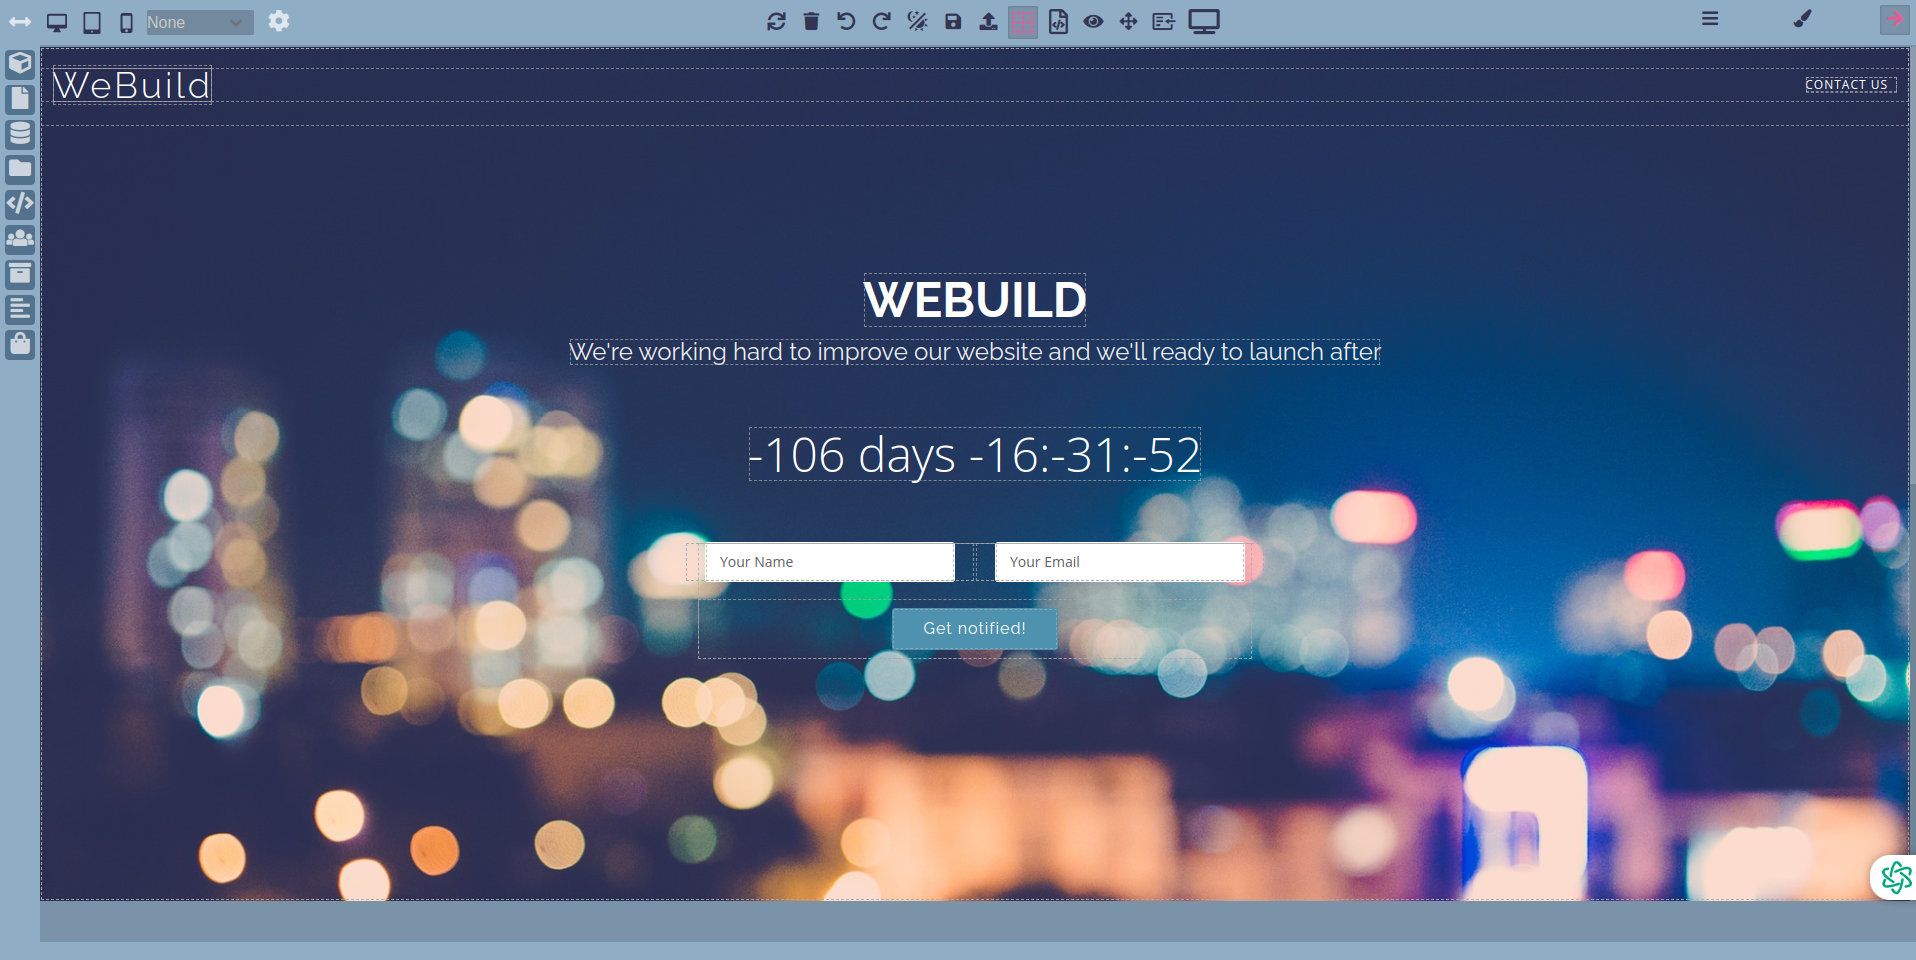 None
WeBuild
CONTACT US
WEBUILD
We're working hard to improve our website and we'll ready to launch after
-106 days -16:-31:-52
Your Name
Your Email
Get notified!